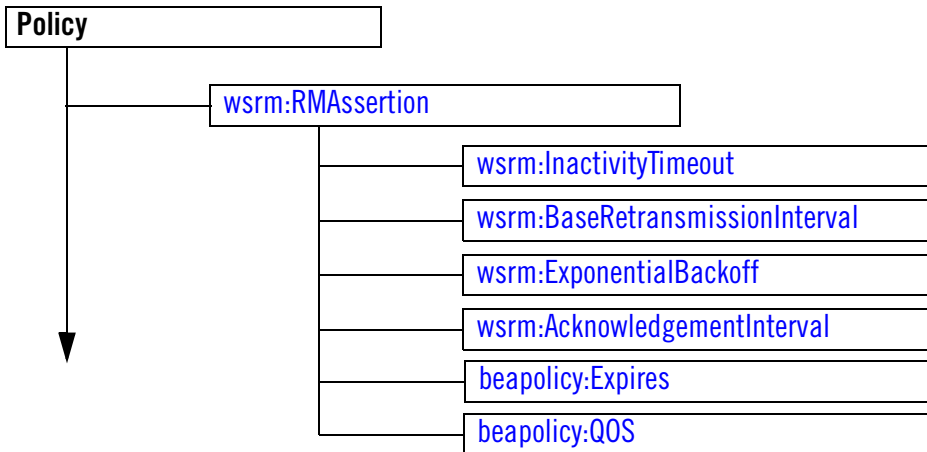 Policy
wsrm:RMAssertion
wsrm:InactivityTimeout
wsrm:BaseRetransmissionInterval
wsrm:ExponentialBackoff
wsrm:AcknowledgementInterval
beapolicy:Expires
beapolicy:QOS